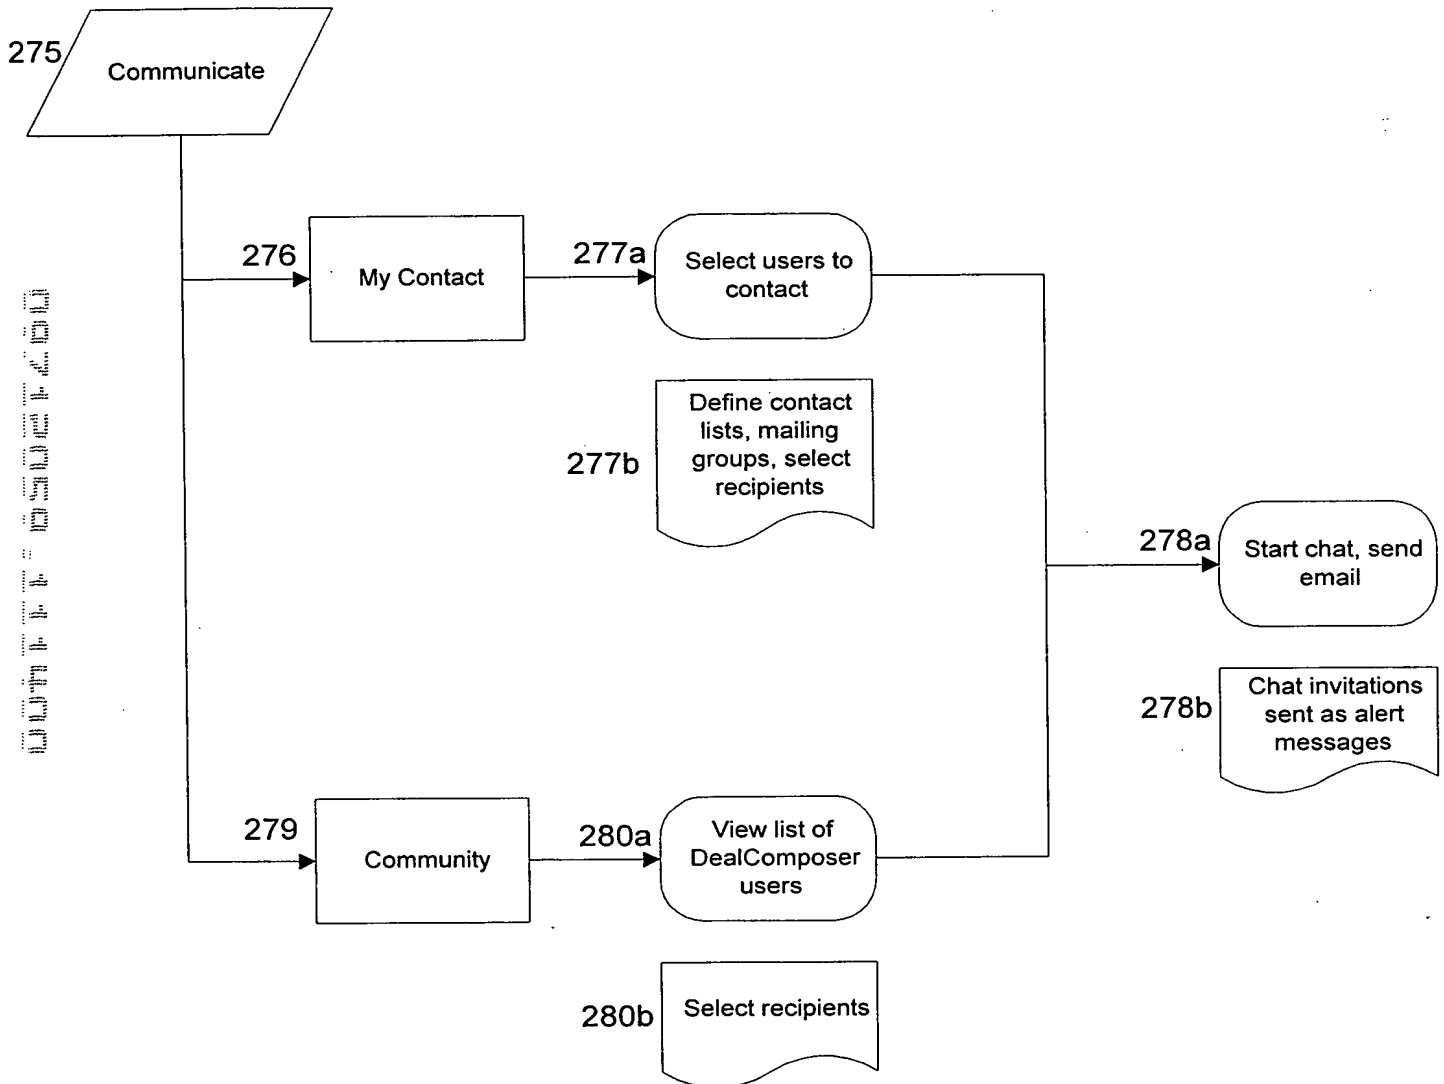 275
Communicate
276
My Contact
277a
Select users to
contact
277b
Define contact
lists, mailing
groups, select
recipients
278a
Start chat, send
email
278b
Chat invitations
sent as alert
messages
279
Community
280a
View list of
DealComposer
users
280b
Select recipients